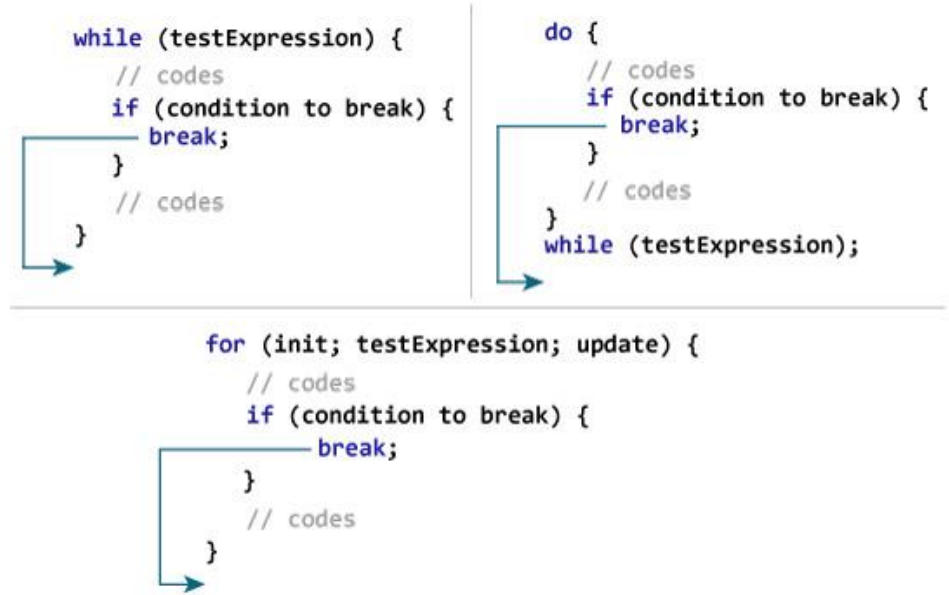 while (testExpression) {
// codes
if (condition to break) {
break;
}
// codes
}
do {
// codes
if (condition to break) {
break;
}
// codes
}
while (testExpression);
for (init; testExpression; update) {
// codes
if (condition to break) {
break;
}
// codes
}